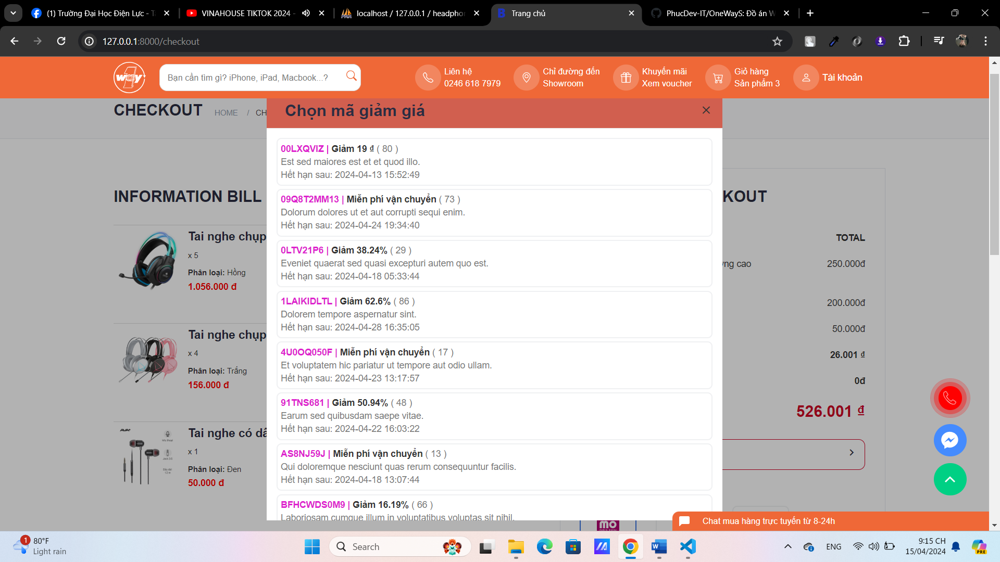 (1) Trường Đại Học Điện Lực - T
VINAHOUSE TIKTOK 2024 -
localhost / 127.0.0.1 / headpho
Trang chủ
PhucDev-IT/OneWayS: Đồ án W
127.0.0.1:8000/checkout
way
Bạn cần tìm gì? iPhone, iPad, Macbook...?
Liên hệ
0246 618 7979
Chỉ đường đến
Showroom
Khuyến mãi
Xem voucher
Giỏ hàng
Sản phẩm 3
Tài khoản
CHECKOUT
HOME / CH
Chọn mã giảm giá
00LXQVIZ | Giảm 19 ₫ ( 80 )
Est sed maiores est et et quod illo.
Hết hạn sau: 2024-04-13 15:52:49
09Q8T2MM13 | Miễn phí vận chuyển ( 73 )
Dolorum dolores ut et aut corrupti sequi enim.
Hết hạn sau: 2024-04-24 19:34:40
0LTV21P6 | Giảm 38.24% ( 29 )
Eveniet quaerat sed quasi excepturi autem quo est.
Hết hạn sau: 2024-04-18 05:33:44
1LAIKIDLTL | Giảm 62.6% ( 86 )
Dolorem tempore aspernatur sint.
Hết hạn sau: 2024-04-28 16:35:05
4U0OQ050F | Miễn phí vận chuyển ( 17 )
Et voluptatem hic pariatur ut tempore aut odio ullam.
Hết hạn sau: 2024-04-23 13:17:57
91TNS681 | Giảm 50.94% ( 48 )
Earum sed quibusdam saepe vitae.
Hết hạn sau: 2024-04-22 16:03:22
AS8NJ59J | Miễn phí vận chuyển ( 13 )
Qui doloremque nesciunt quas rerum consequuntur facilis.
Hết hạn sau: 2024-04-18 13:07:44
BFHCWDS0M9 | Giảm 16.19% ( 66 )
Laboriosam cumque illum in voluptatibus voluptas sit nihil.
INFORMATION BILL
Tai nghe chụp
x 5
Phân loại: Hồng
1.056.000 đ
Tai nghe chụp
x 4
Phân loại: Trắng
156.000 đ
Tai nghe có dâ
x 1
Phân loại: Đen
50.000 đ
KOUT
TOTAL
ợng cao 250.000đ
200.000đ
50.000đ
26.001 ₫
0đ
526.001 ₫
mo
Chat mua hàng trực tuyến từ 8-24h
1
80°F
Light rain
Search
ENG
9:15 CH
15/04/2024
PRE